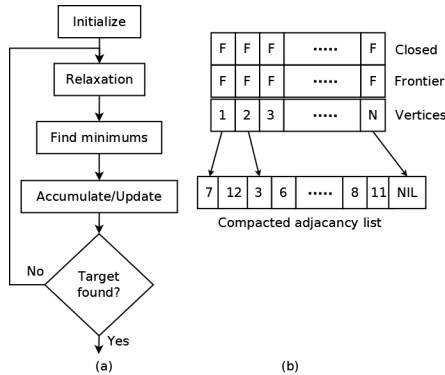 Initialize
Relaxation
Find minimums
Accumulate/Update
Target
found?
No
Yes
(a)
F F F ..... F Closed
F F F ..... F Frontier
1 2 3 ..... N Vertices
7 12 3 6 ..... 8 11 NIL
Compacted adjacancy list
(b)